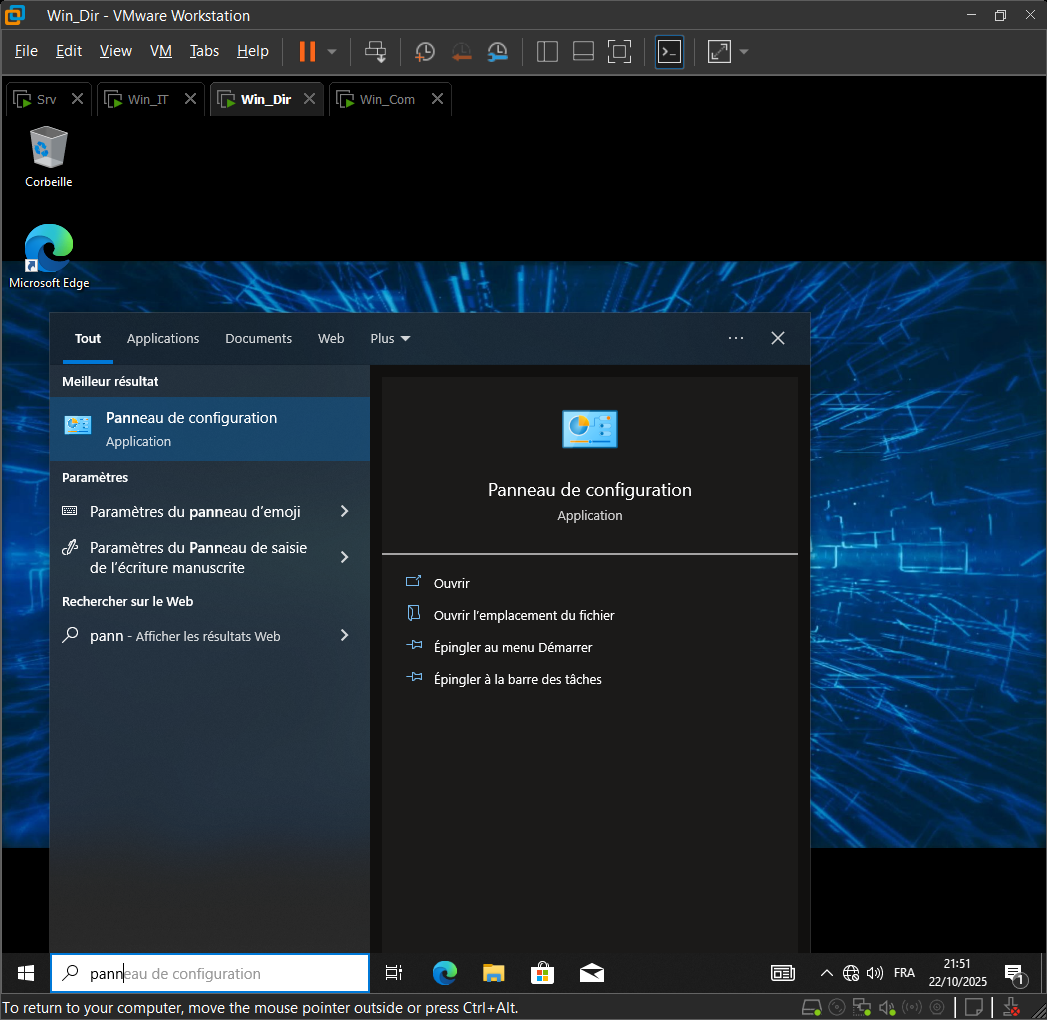 Win_Dir - VMware Workstation
File Edit View VM Tabs Help
Srv Win_IT Win_Dir Win_Com
Corbeille
Microsoft Edge
Tout Applications Documents Web Plus
Meilleur résultat
Panneau de configuration
Application
Paramètres
Paramètres du panneau d’emoji
Paramètres du Panneau de saisie
de l’écriture manuscrite
Rechercher sur le Web
pann - Afficher les résultats Web
Panneau de configuration
Application
Ouvrir
Ouvrir l’emplacement du fichier
Épingler au menu Démarrer
Épingler à la barre des tâches
panneau de configuration
FRA
21:51
22/10/2025
1
To return to your computer, move the mouse pointer outside or press Ctrl+Alt.